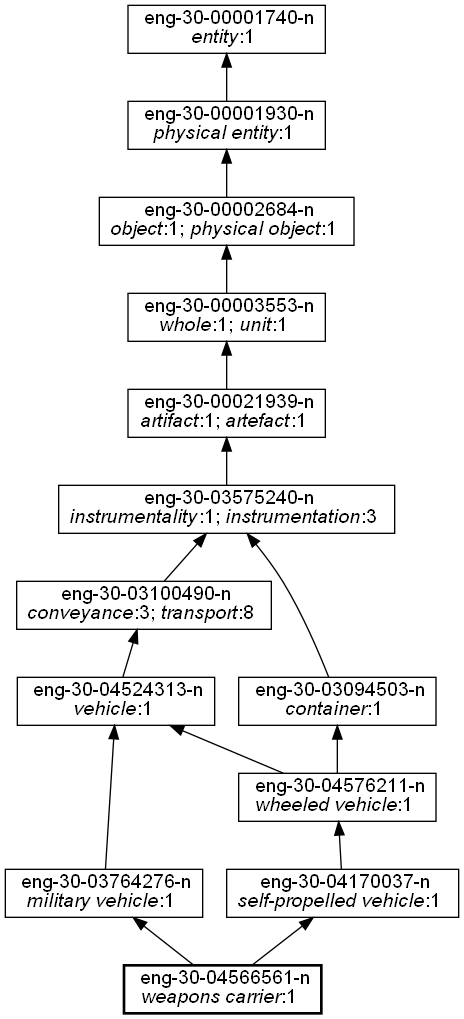 eng-30-00001740-n
entity:1
eng-30-00001930-n
physical entity:1
eng-30-00002684-n
object:1; physical object:1
eng-30-00003553-n
whole:1; unit:1
eng-30-00021939-n
artifact:1; artefact:1
eng-30-03575240-n
instrumentality:1; instrumentation:3
eng-30-03100490-n
conveyance:3; transport:8
eng-30-04524313-n
vehicle:1
eng-30-03094503-n
container:1
eng-30-04576211-n
wheeled vehicle:1
eng-30-03764276-n
military vehicle:1
eng-30-04170037-n
self-propelled vehicle:1
eng-30-04566561-n
weapons carrier:1